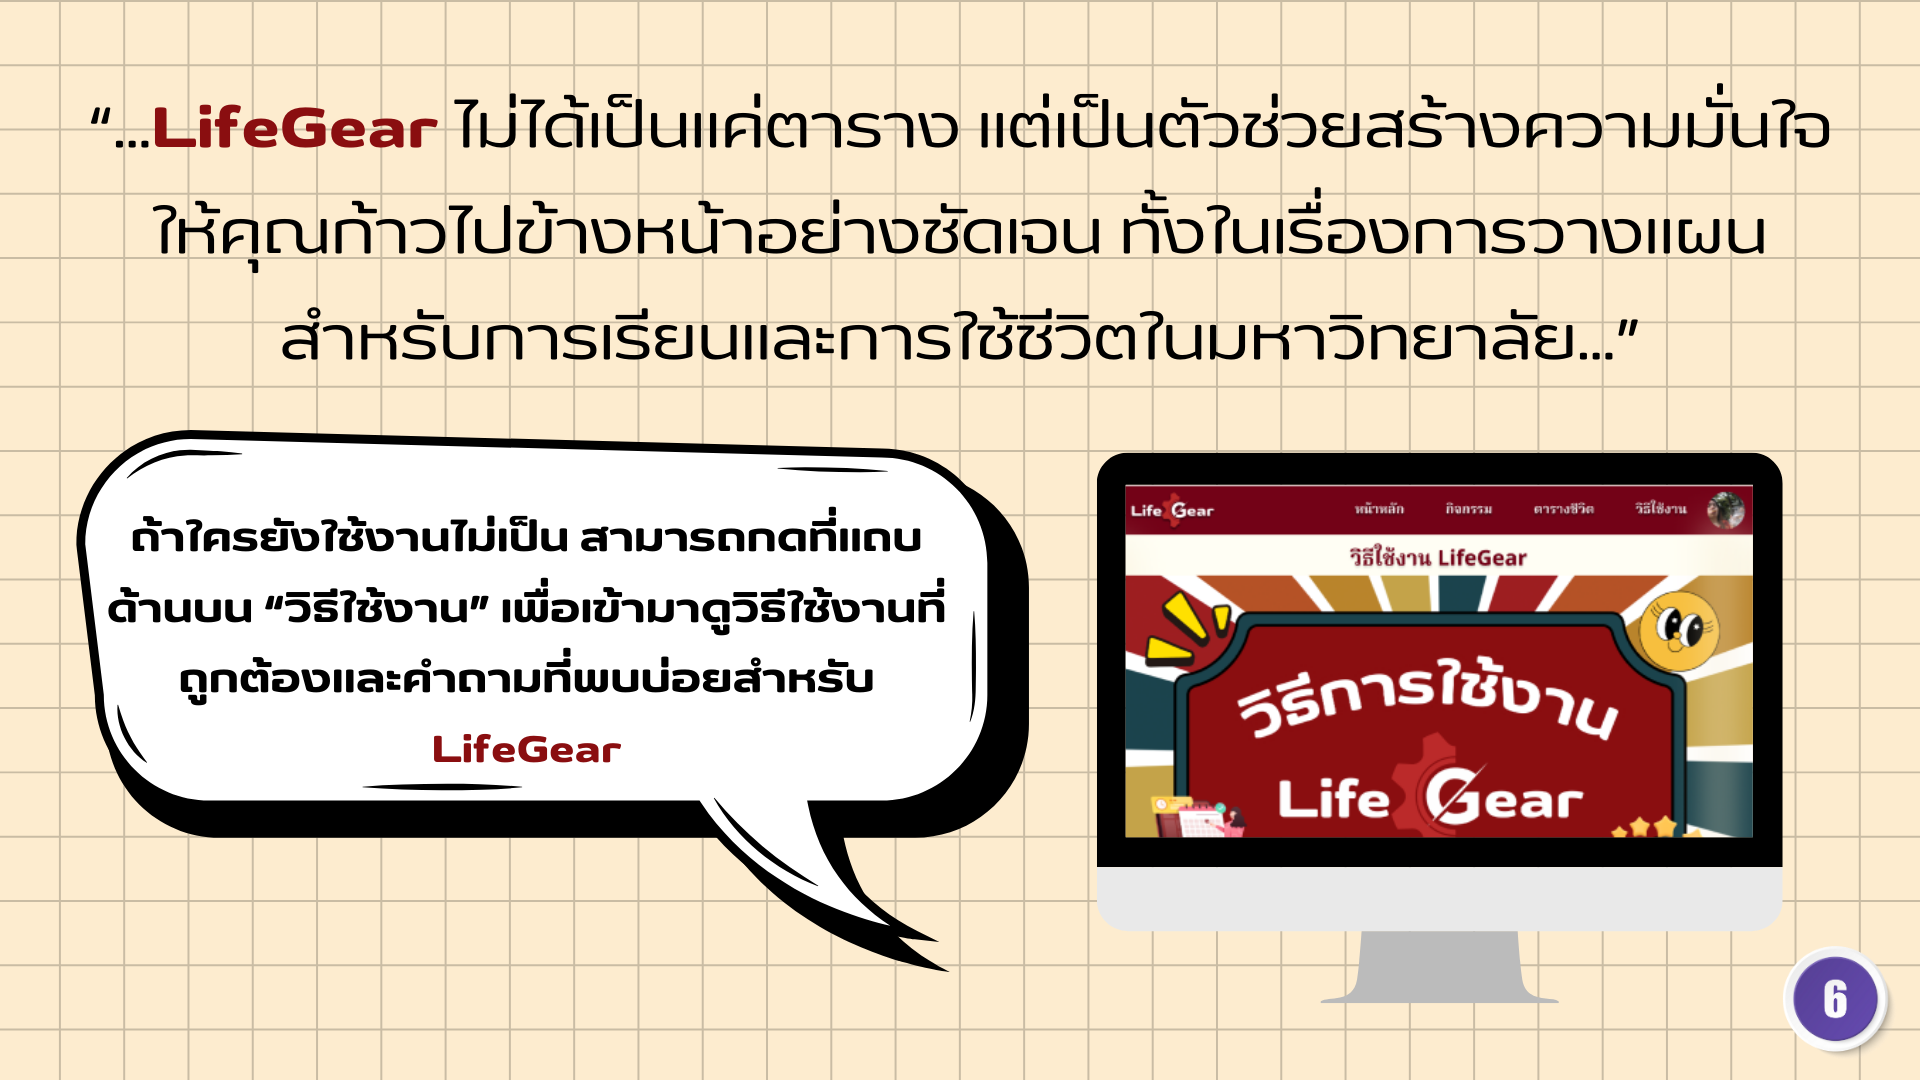 “...LifeGear ไม่ได้เป็นแค่ตาราง แต่เป็นตัวช่วยสร้างความมั่นใจ
ให้คุณก้าวไปข้างหน้าอย่างชัดเจน ทั้งในเรื่องการวางแผน
สำหรับการเรียนและการใช้ชีวิตในมหาวิทยาลัย...”
ถ้าใครยังใช้งานไม่เป็น สามารถกดที่แถบ
ด้านบน “วิธีใช้งาน” เพื่อเข้ามาดูวิธีใช้งานที่
ถูกต้องและคำถามที่พบบ่อยสำหรับ
LifeGear
Life Gear หน้าหลัก กิจกรรม ตารางชีวิต วิธีใช้งาน
วิธีใช้งาน LifeGear
วิธีการใช้งาน
Life Gear
6